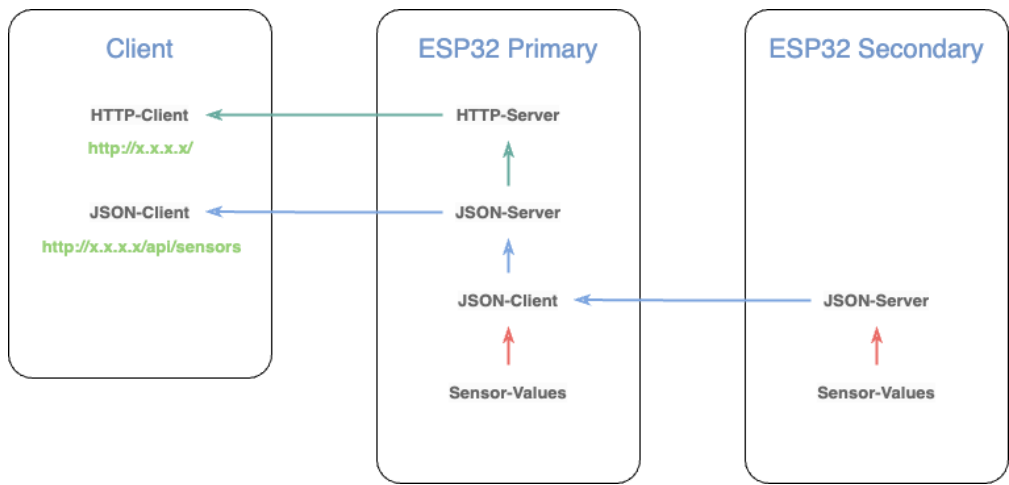 Client
HTTP-Client
http://x.x.x.x/
JSON-Client
http://x.x.x.x/api/sensors
ESP32 Primary
HTTP-Server
JSON-Server
JSON-Client
Sensor-Values
ESP32 Secondary
JSON-Server
Sensor-Values